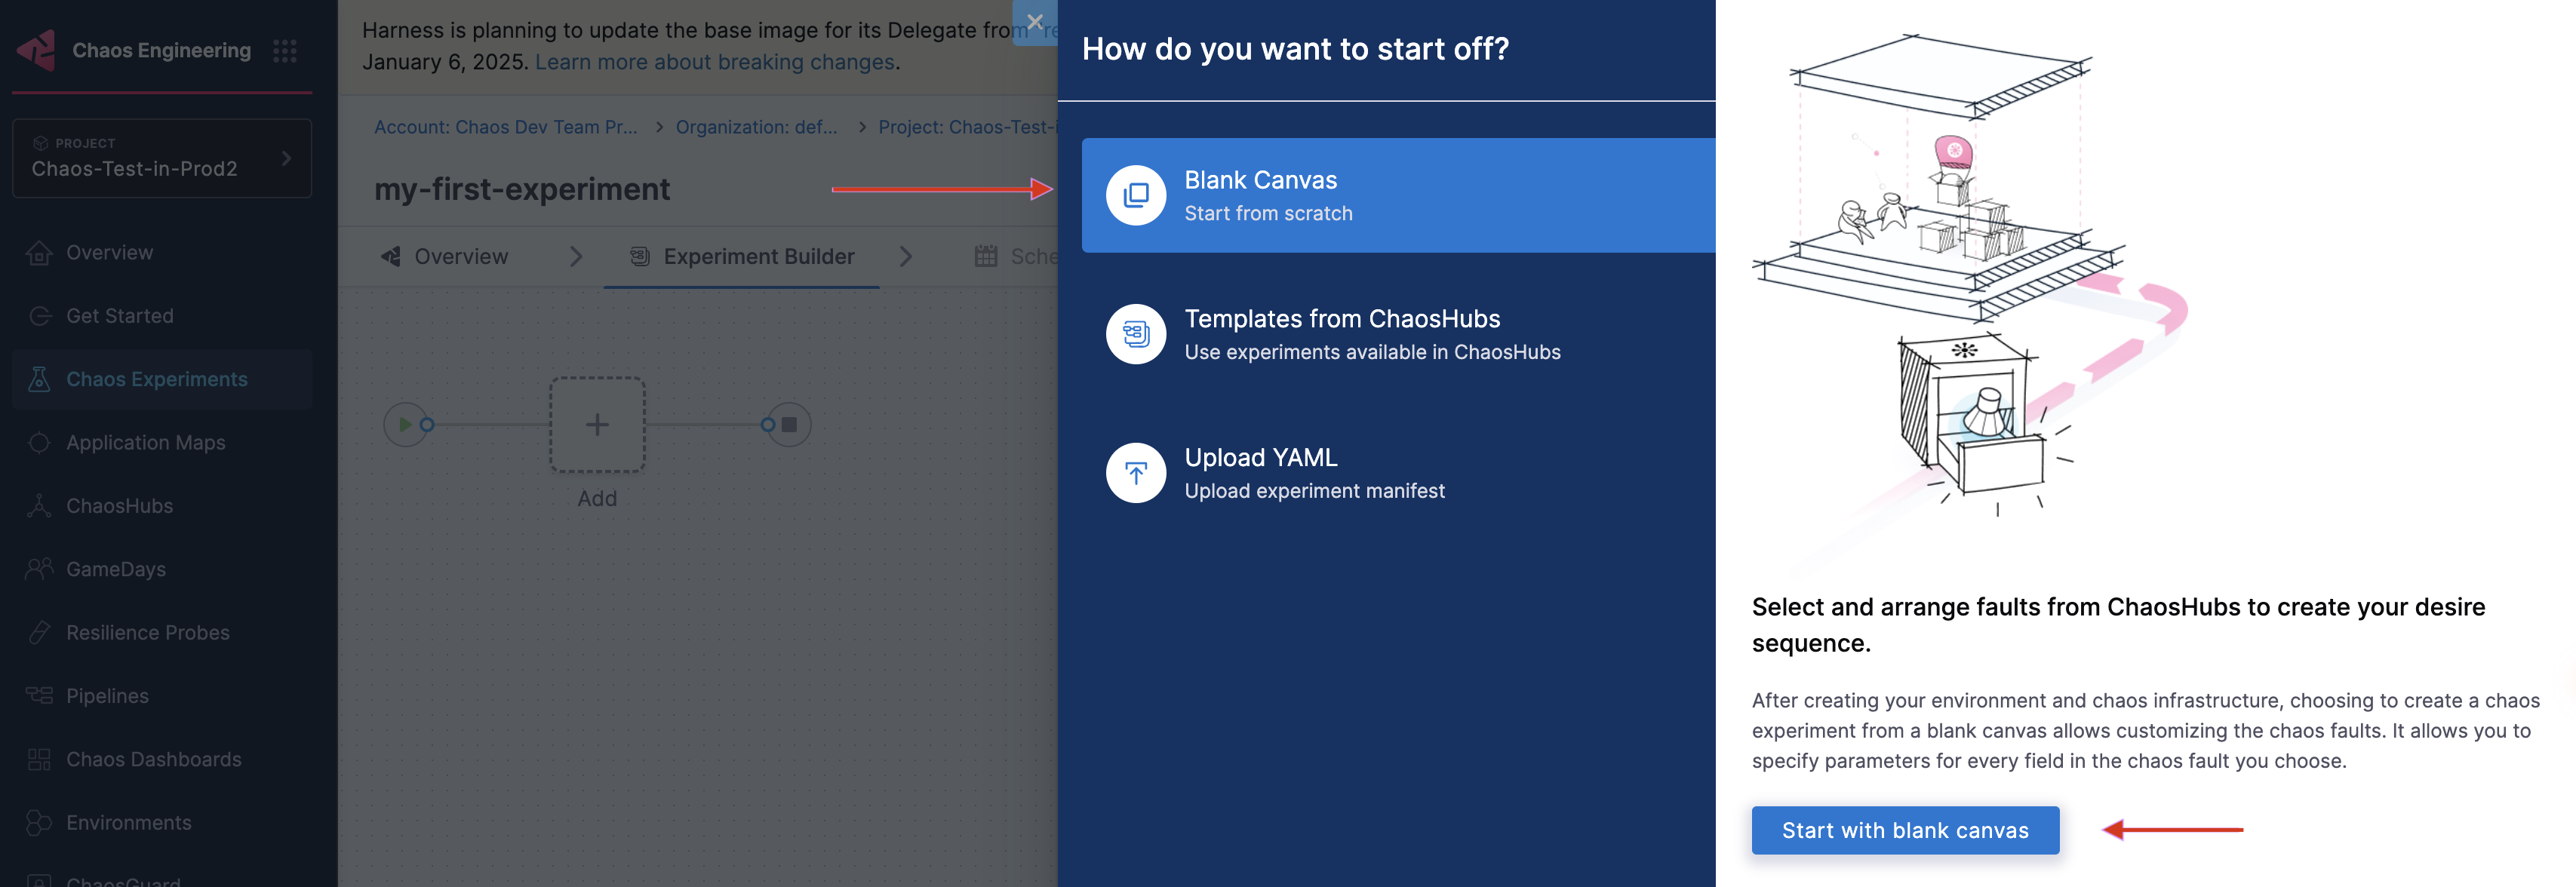 Chaos Engineering
PROJECT
Chaos-Test-in-Prod2
Overview
Get Started
Chaos Experiments
Application Maps
ChaosHubs
GameDays
Resilience Probes
Pipelines
Chaos Dashboards
Environments
ChaosGuard
Harness is planning to update the base image for its Delegate from
January 6, 2025. Learn more about breaking changes.
Account: Chaos Dev Team Pr... > Organization: def... > Project: Chaos-Test-i
my-first-experiment
Overview > Experiment Builder > Sche
Add
How do you want to start off?
Blank Canvas
Start from scratch
Templates from ChaosHubs
Use experiments available in ChaosHubs
Upload YAML
Upload experiment manifest
Select and arrange faults from ChaosHubs to create your desire
sequence.
After creating your environment and chaos infrastructure, choosing to create a chaos
experiment from a blank canvas allows customizing the chaos faults. It allows you to
specify parameters for every field in the chaos fault you choose.
Start with blank canvas